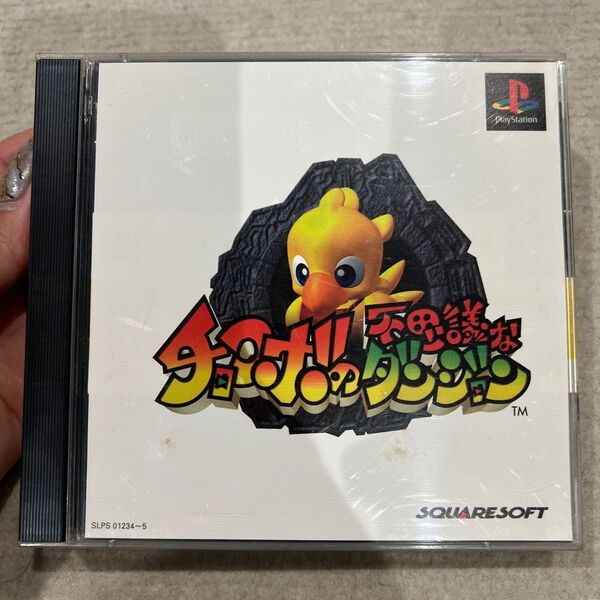 PlayStation
チョコボの
不思議な
ダンジョン
TM
SLPS 01234~5
SQUARESOFT